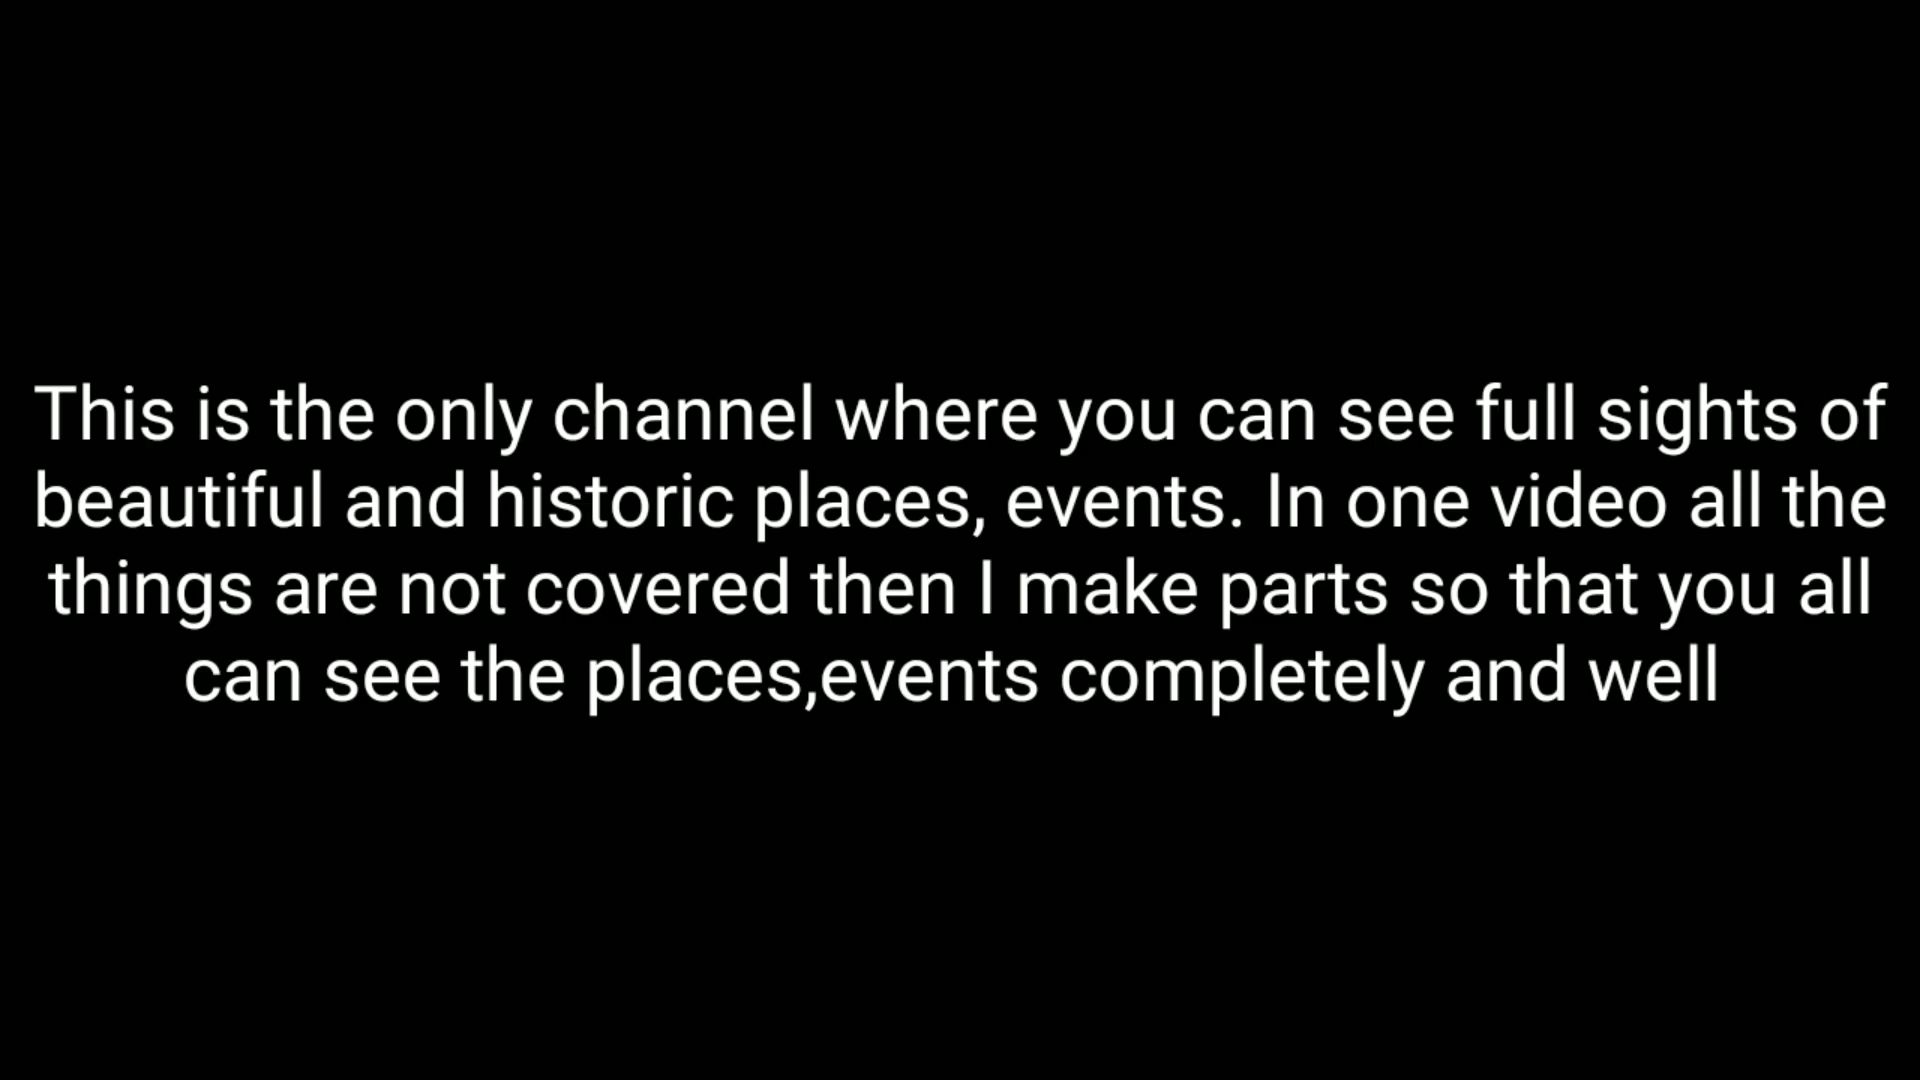 This is the only channel where you can see full sights of
beautiful and historic places, events. In one video all the
things are not covered then I make parts so that you all
can see the places,events completely and well